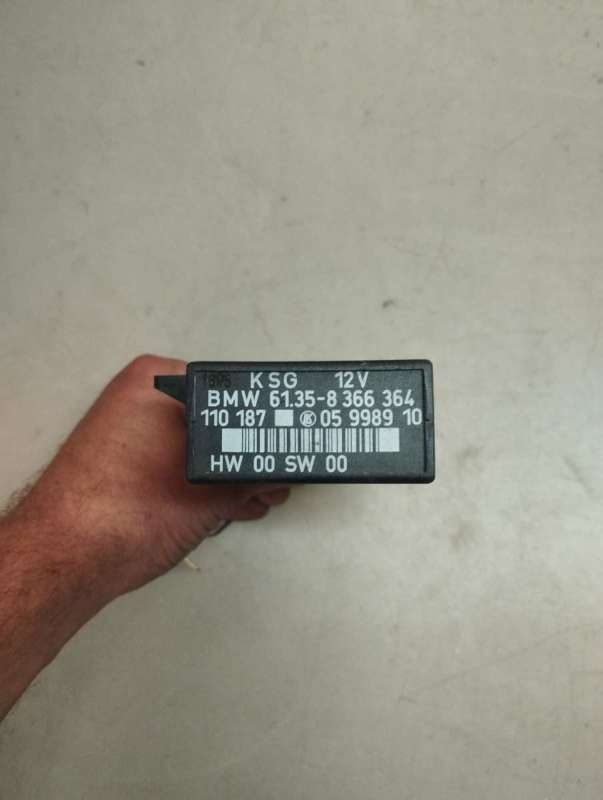 KSG 12V
BMW 61.35-8 366 364
110 187 05 9989 10
HW 00 SW 00